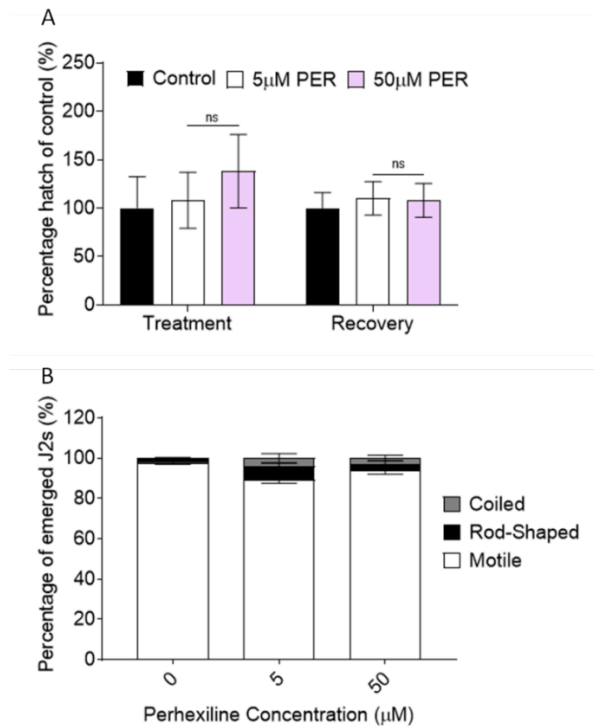 A
Percentage hatch of control (%)
250
200
150
100
50
0
Control 5μM PER 50μM PER
ns
ns
Treatment Recovery
B
Percentage of emerged J2s (%)
120
100
80
60
40
20
0
Coiled
Rod-Shaped
Motile
0 5 50
Perhexiline Concentration (μM)